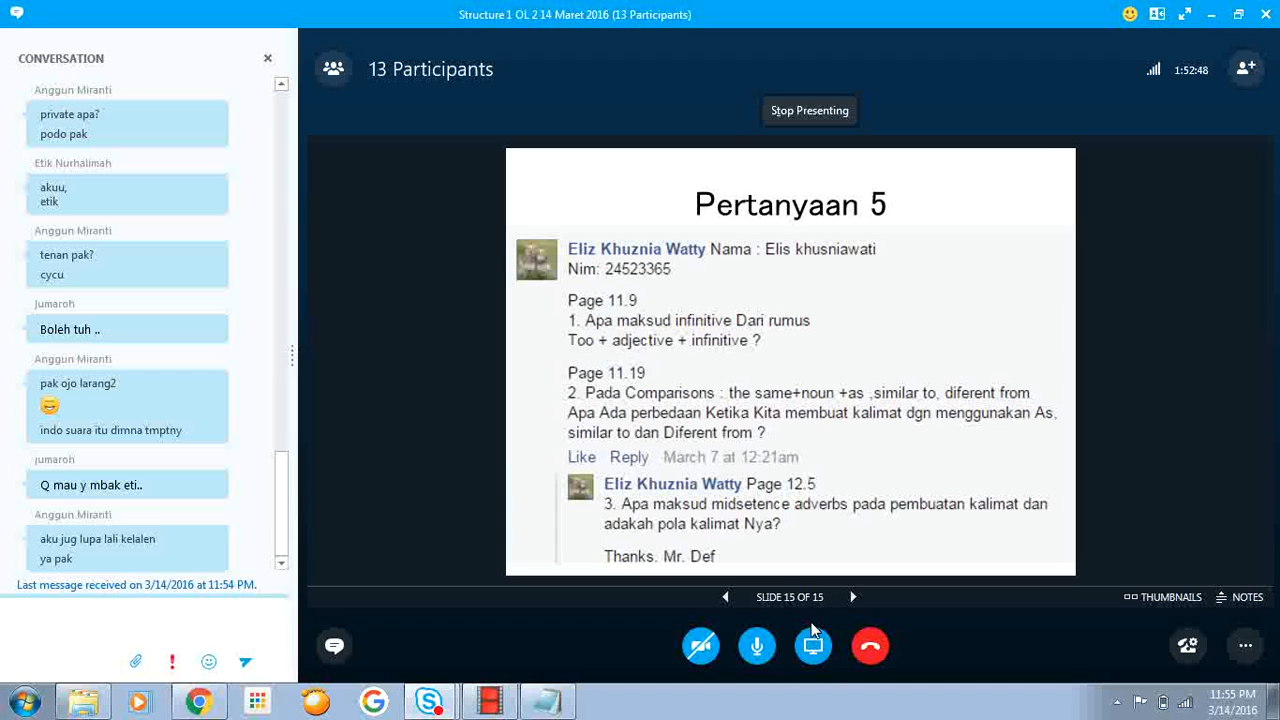 Structure 1 OL 2 14 Maret 2016 (13 Participants)
CONVERSATION
Anggun Miranti
private apa?
podo pak
Etik Nurhalimah
akuu,
etik
Anggun Miranti
tenan pak?
cycu
Jumaroh
Boleh tuh ..
Anggun Miranti
pak ojo larang2
indo suara itu dimna tmptny
jumaroh
Q mau y mbak eti..
Anggun Miranti
aku jug lupa lali kelalen
ya pak
Last message received on 3/14/2016 at 11:54 PM.
13 Participants
1:52:48
Stop Presenting
Pertanyaan 5
Eliz Khuznia Watty Nama : Elis khusniawati
Nim: 24523365
Page 11.9
1. Apa maksud infinitive Dari rumus
Too + adjective + infinitive ?
Page 11.19
2. Pada Comparisons : the same+noun +as ,similar to, diferent from
Apa Ada perbedaan Ketika Kita membuat kalimat dgn menggunakan As,
similar to dan Diferent from ?
Like Reply March 7 at 12:21am
Eliz Khuznia Watty Page 12.5
3. Apa maksud midsetence adverbs pada pembuatan kalimat dan
adakah pola kalimat Nya?
Thanks. Mr. Def
SLIDE 15 OF 15
THUMBNAILS
NOTES
11:55 PM
3/14/2016